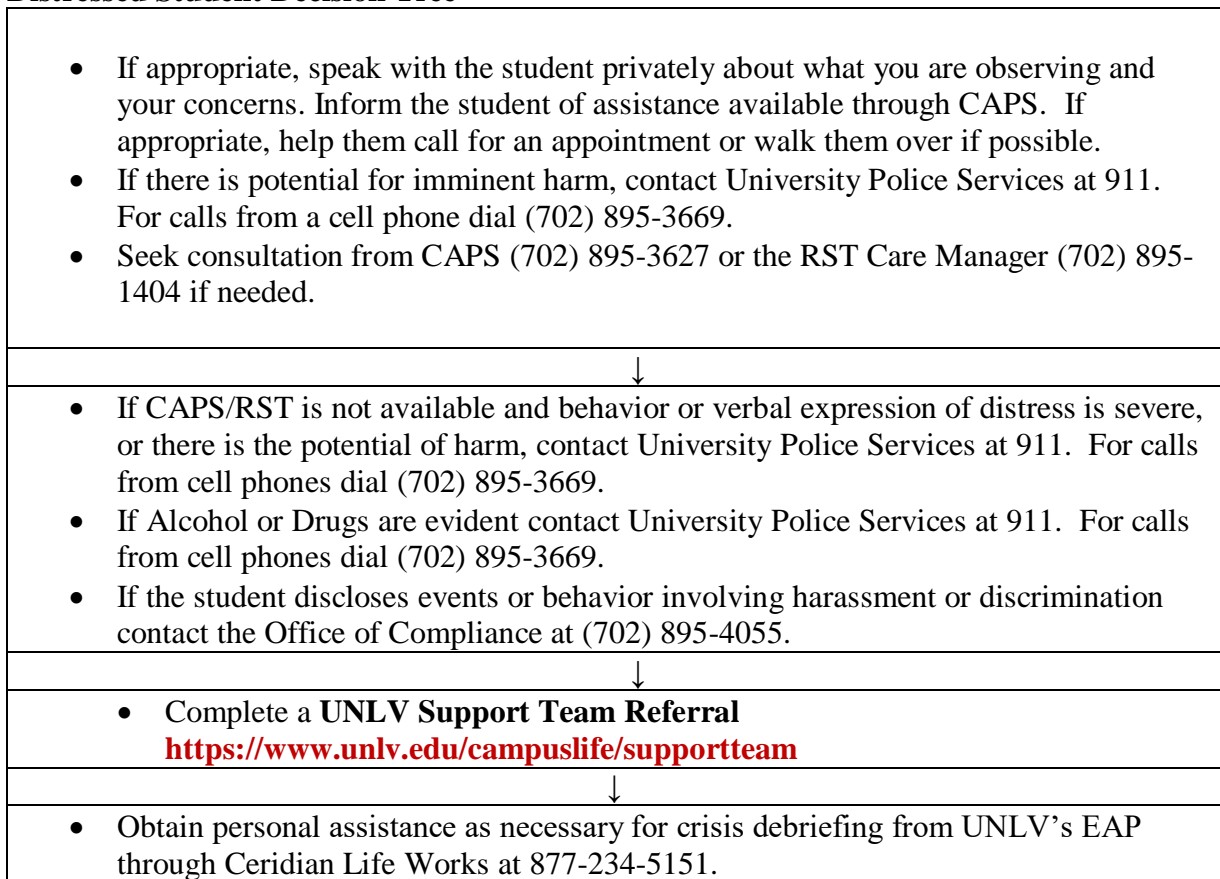 Distressed Student Decision Tree
• If appropriate, speak with the student privately about what you are observing and
your concerns. Inform the student of assistance available through CAPS.  If
appropriate, help them call for an appointment or walk them over if possible.
• If there is potential for imminent harm, contact University Police Services at 911.
For calls from a cell phone dial (702) 895-3669.
• Seek consultation from CAPS (702) 895-3627 or the RST Care Manager (702) 895-
1404 if needed.
↓
• If CAPS/RST is not available and behavior or verbal expression of distress is severe,
or there is the potential of harm, contact University Police Services at 911.  For calls
from cell phones dial (702) 895-3669.
• If Alcohol or Drugs are evident contact University Police Services at 911.  For calls
from cell phones dial (702) 895-3669.
• If the student discloses events or behavior involving harassment or discrimination
contact the Office of Compliance at (702) 895-4055.
↓
• Complete a UNLV Support Team Referral
https://www.unlv.edu/campuslife/supportteam
↓
• Obtain personal assistance as necessary for crisis debriefing from UNLV’s EAP
through Ceridian Life Works at 877-234-5151.